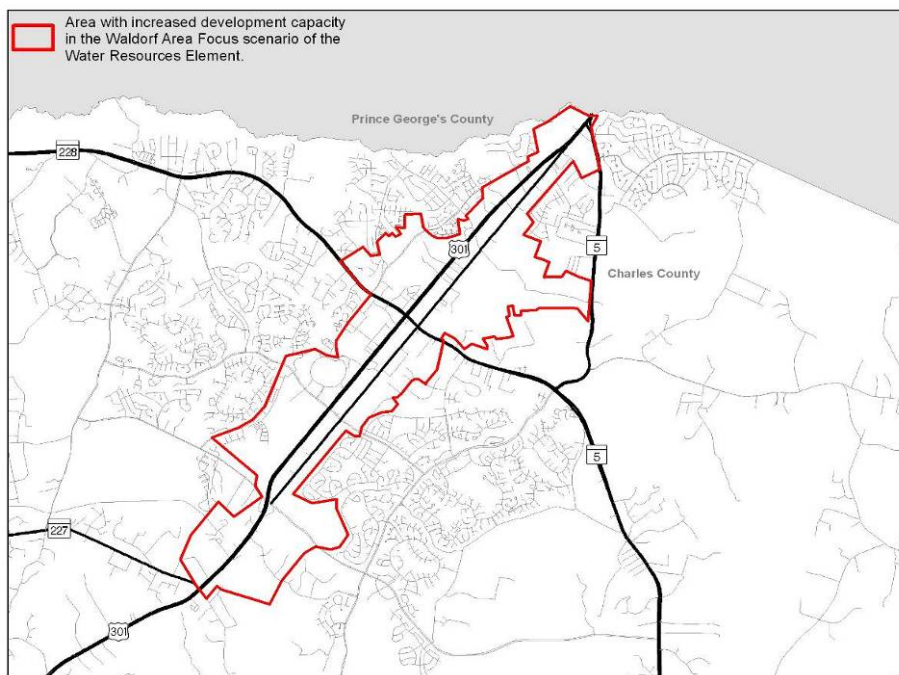 Area with increased development capacity
in the Waldorf Area Focus scenario of the
Water Resources Element.
Prince George's County
228
301
5
Charles County
5
227
301